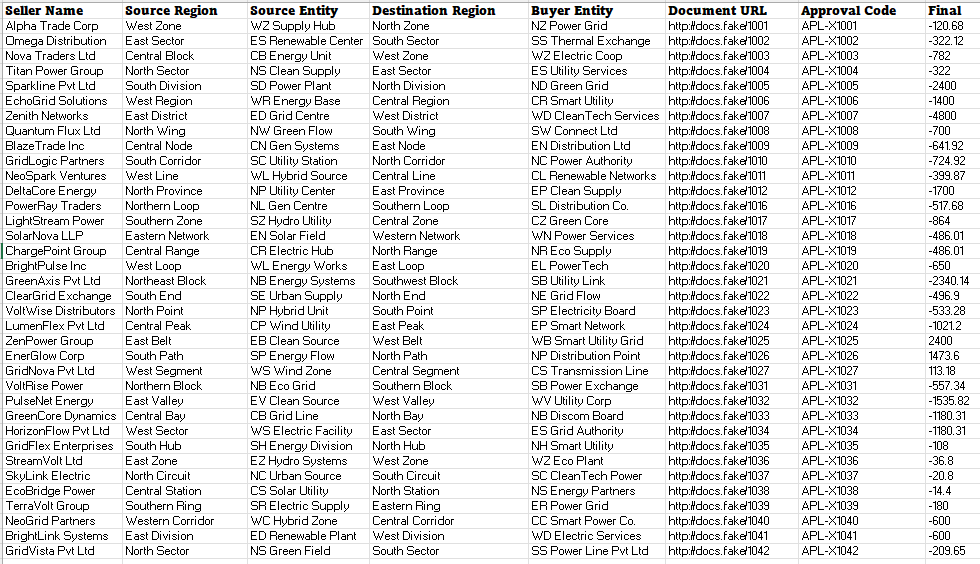 Seller Name Source Region Source Entity Destination Region Buyer Entity Document URL Approval Code Final
Alpha Trade Corp West Zone WZ Supply Hub North Zone NZ Power Grid http://docs.fake/1001 APL-X1001 -120.68
Omega Distribution East Sector ES Renewable Center South Sector SS Thermal Exchange http://docs.fake/1002 APL-X1002 -322.12
Nova Traders Ltd Central Block CB Energy Unit West Zone WZ Electric Coop http://docs.fake/1003 APL-X1003 -782
Titan Power Group North Sector NS Clean Supply East Sector ES Utility Services http://docs.fake/1004 APL-X1004 -322
Sparkline Pvt Ltd South Division SD Power Plant North Division ND Green Grid http://docs.fake/1005 APL-X1005 -2400
EchoGrid Solutions West Region WR Energy Base Central Region CR Smart Utility http://docs.fake/1006 APL-X1006 -1400
Zenith Networks East District ED Grid Centre West District WD CleanTech Services http://docs.fake/1007 APL-X1007 -4800
Quantum Flux Ltd North Wing NW Green Flow South Wing SW Connect Ltd http://docs.fake/1008 APL-X1008 -700
BlazeTrade Inc Central Node CN Gen Systems East Node EN Distribution Ltd http://docs.fake/1009 APL-X1009 -641.92
GridLogic Partners South Corridor SC Utility Station North Corridor NC Power Authority http://docs.fake/1010 APL-X1010 -724.92
NeoSpark Ventures West Line WL Hybrid Source Central Line CL Renewable Networks http://docs.fake/1011 APL-X1011 -399.87
DeltaCore Energy North Province NP Utility Center East Province EP Clean Supply http://docs.fake/1012 APL-X1012 -1700
PowerRay Traders Northern Loop NL Gen Centre Southern Loop SL Distribution Co. http://docs.fake/1016 APL-X1016 -517.68
LightStream Power Southern Zone SZ Hydro Utility Central Zone CZ Green Core http://docs.fake/1017 APL-X1017 -864
SolarNova LLP Eastern Network EN Solar Field Western Network WN Power Services http://docs.fake/1018 APL-X1018 -486.01
ChargePoint Group Central Range CR Electric Hub North Range NR Eco Supply http://docs.fake/1019 APL-X1019 -486.01
BrightPulse Inc West Loop WL Energy Works East Loop EL PowerTech http://docs.fake/1020 APL-X1020 -650
GreenAxis Pvt Ltd Northeast Block NB Energy Systems Southwest Block SB Utility Link http://docs.fake/1021 APL-X1021 -2340.14
ClearGrid Exchange South End SE Urban Supply North End NE Grid Flow http://docs.fake/1022 APL-X1022 -496.9
VoltWise Distributors North Point NP Hybrid Unit South Point SP Electricity Board http://docs.fake/1023 APL-X1023 -533.28
LumenFlex Pvt Ltd Central Peak CP Wind Utility East Peak EP Smart Network http://docs.fake/1024 APL-X1024 -1021.2
ZenPower Group East Belt EB Clean Source West Belt WB Smart Utility Grid http://docs.fake/1025 APL-X1025 2400
EnerGlow Corp South Path SP Energy Flow North Path NP Distribution Point http://docs.fake/1026 APL-X1026 1473.6
GridNova Pvt Ltd West Segment WS Wind Zone Central Segment CS Transmission Line http://docs.fake/1027 APL-X1027 113.18
VoltRise Power Northern Block NB Eco Grid Southern Block SB Power Exchange http://docs.fake/1031 APL-X1031 -557.34
PulseNet Energy East Valley EV Clean Source West Valley WV Utility Corp http://docs.fake/1032 APL-X1032 -1535.82
GreenCore Dynamics Central Bay CB Grid Line North Bay NB Discom Board http://docs.fake/1033 APL-X1033 -1180.31
HorizonFlow Pvt Ltd West Sector WS Electric Facility East Sector ES Grid Authority http://docs.fake/1034 APL-X1034 -1180.31
GridFlex Enterprises South Hub SH Energy Division North Hub NH Smart Utility http://docs.fake/1035 APL-X1035 -108
StreamVolt Ltd East Zone EZ Hydro Systems West Zone WZ Eco Plant http://docs.fake/1036 APL-X1036 -36.8
SkyLink Electric North Circuit NC Urban Source South Circuit SC CleanTech Power http://docs.fake/1037 APL-X1037 -20.8
EcoBridge Power Central Station CS Solar Utility North Station NS Energy Partners http://docs.fake/1038 APL-X1038 -14.4
TerraVolt Group Southern Ring SR Electric Supply Eastern Ring ER Power Grid http://docs.fake/1039 APL-X1039 -180
NeoGrid Partners Western Corridor WC Hybrid Zone Central Corridor CC Smart Power Co. http://docs.fake/1040 APL-X1040 -600
BrightLink Systems East Division ED Renewable Plant West Division WD Electric Services http://docs.fake/1041 APL-X1041 -600
GridVista Pvt Ltd North Sector NS Green Field South Sector SS Power Line Pvt Ltd http://docs.fake/1042 APL-X1042 -209.65